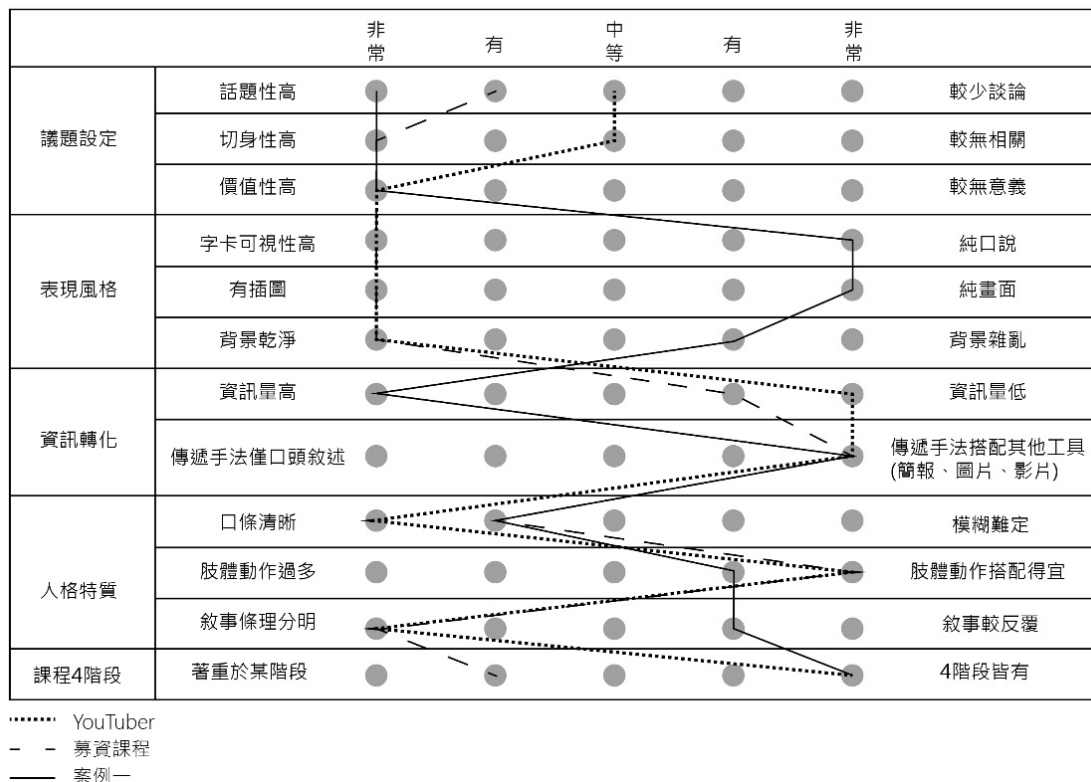 非常 有 中等 有 非常
議題設定
話題性高 較少談論
切身性高 較無相關
價值性高 較無意義
表現風格
字卡可視性高 純口說
有插圖 純畫面
背景乾淨 背景雜亂
資訊轉化
資訊量高 資訊量低
傳遞手法僅口頭敘述 傳遞手法搭配其他工具
(簡報、圖片、影片)
人格特質
口條清晰 模糊難定
肢體動作過多 肢體動作搭配得宜
敘事條理分明 敘事較反覆
課程4階段 著重於某階段 4階段皆有
YouTuber
募資課程
案例一